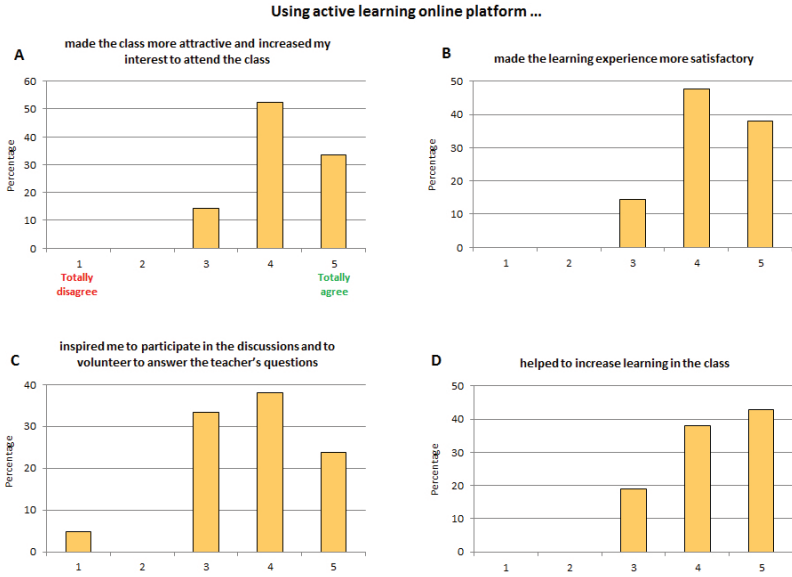 Using active learning online platform ...
A
made the class more attractive and increased my
interest to attend the class
Percentage
60
50
40
30
20
10
0
1 2 3 4 5
Totally
disagree
Totally
agree
B
made the learning experience more satisfactory
Percentage
50
40
30
20
10
0
1 2 3 4 5
C
inspired me to participate in the discussions and to
volunteer to answer the teacher's questions
Percentage
40
30
20
10
0
1 2 3 4 5
D
helped to increase learning in the class
Percentage
50
40
30
20
10
0
1 2 3 4 5